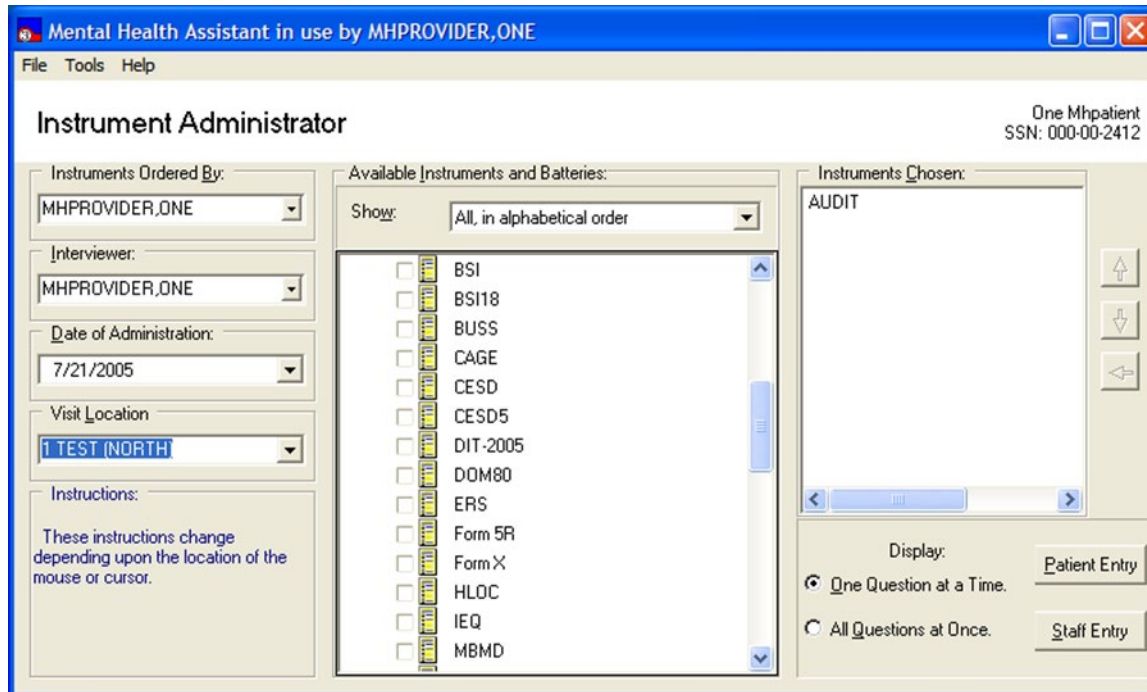 Mental Health Assistant in use by MHPROVIDER,ONE
File Tools Help
Instrument Administrator
One Mhpatient
SSN: 000-00-2412
Instruments Ordered By:
MHPROVIDER,ONE
Interviewer:
MHPROVIDER,ONE
Date of Administration:
7/21/2005
Visit Location
1 TEST (NORTH)
Instructions:
These instructions change
depending upon the location of the
mouse or cursor.
Available Instruments and Batteries:
Show: All, in alphabetical order
BSI
BSI18
BUSS
CAGE
CESD
CESD5
DIT-2005
DOM80
ERS
Form 5R
Form X
HLOC
IEQ
MBMD
Instruments Chosen:
AUDIT
Display:
One Question at a Time.
All Questions at Once.
Patient Entry
Staff Entry